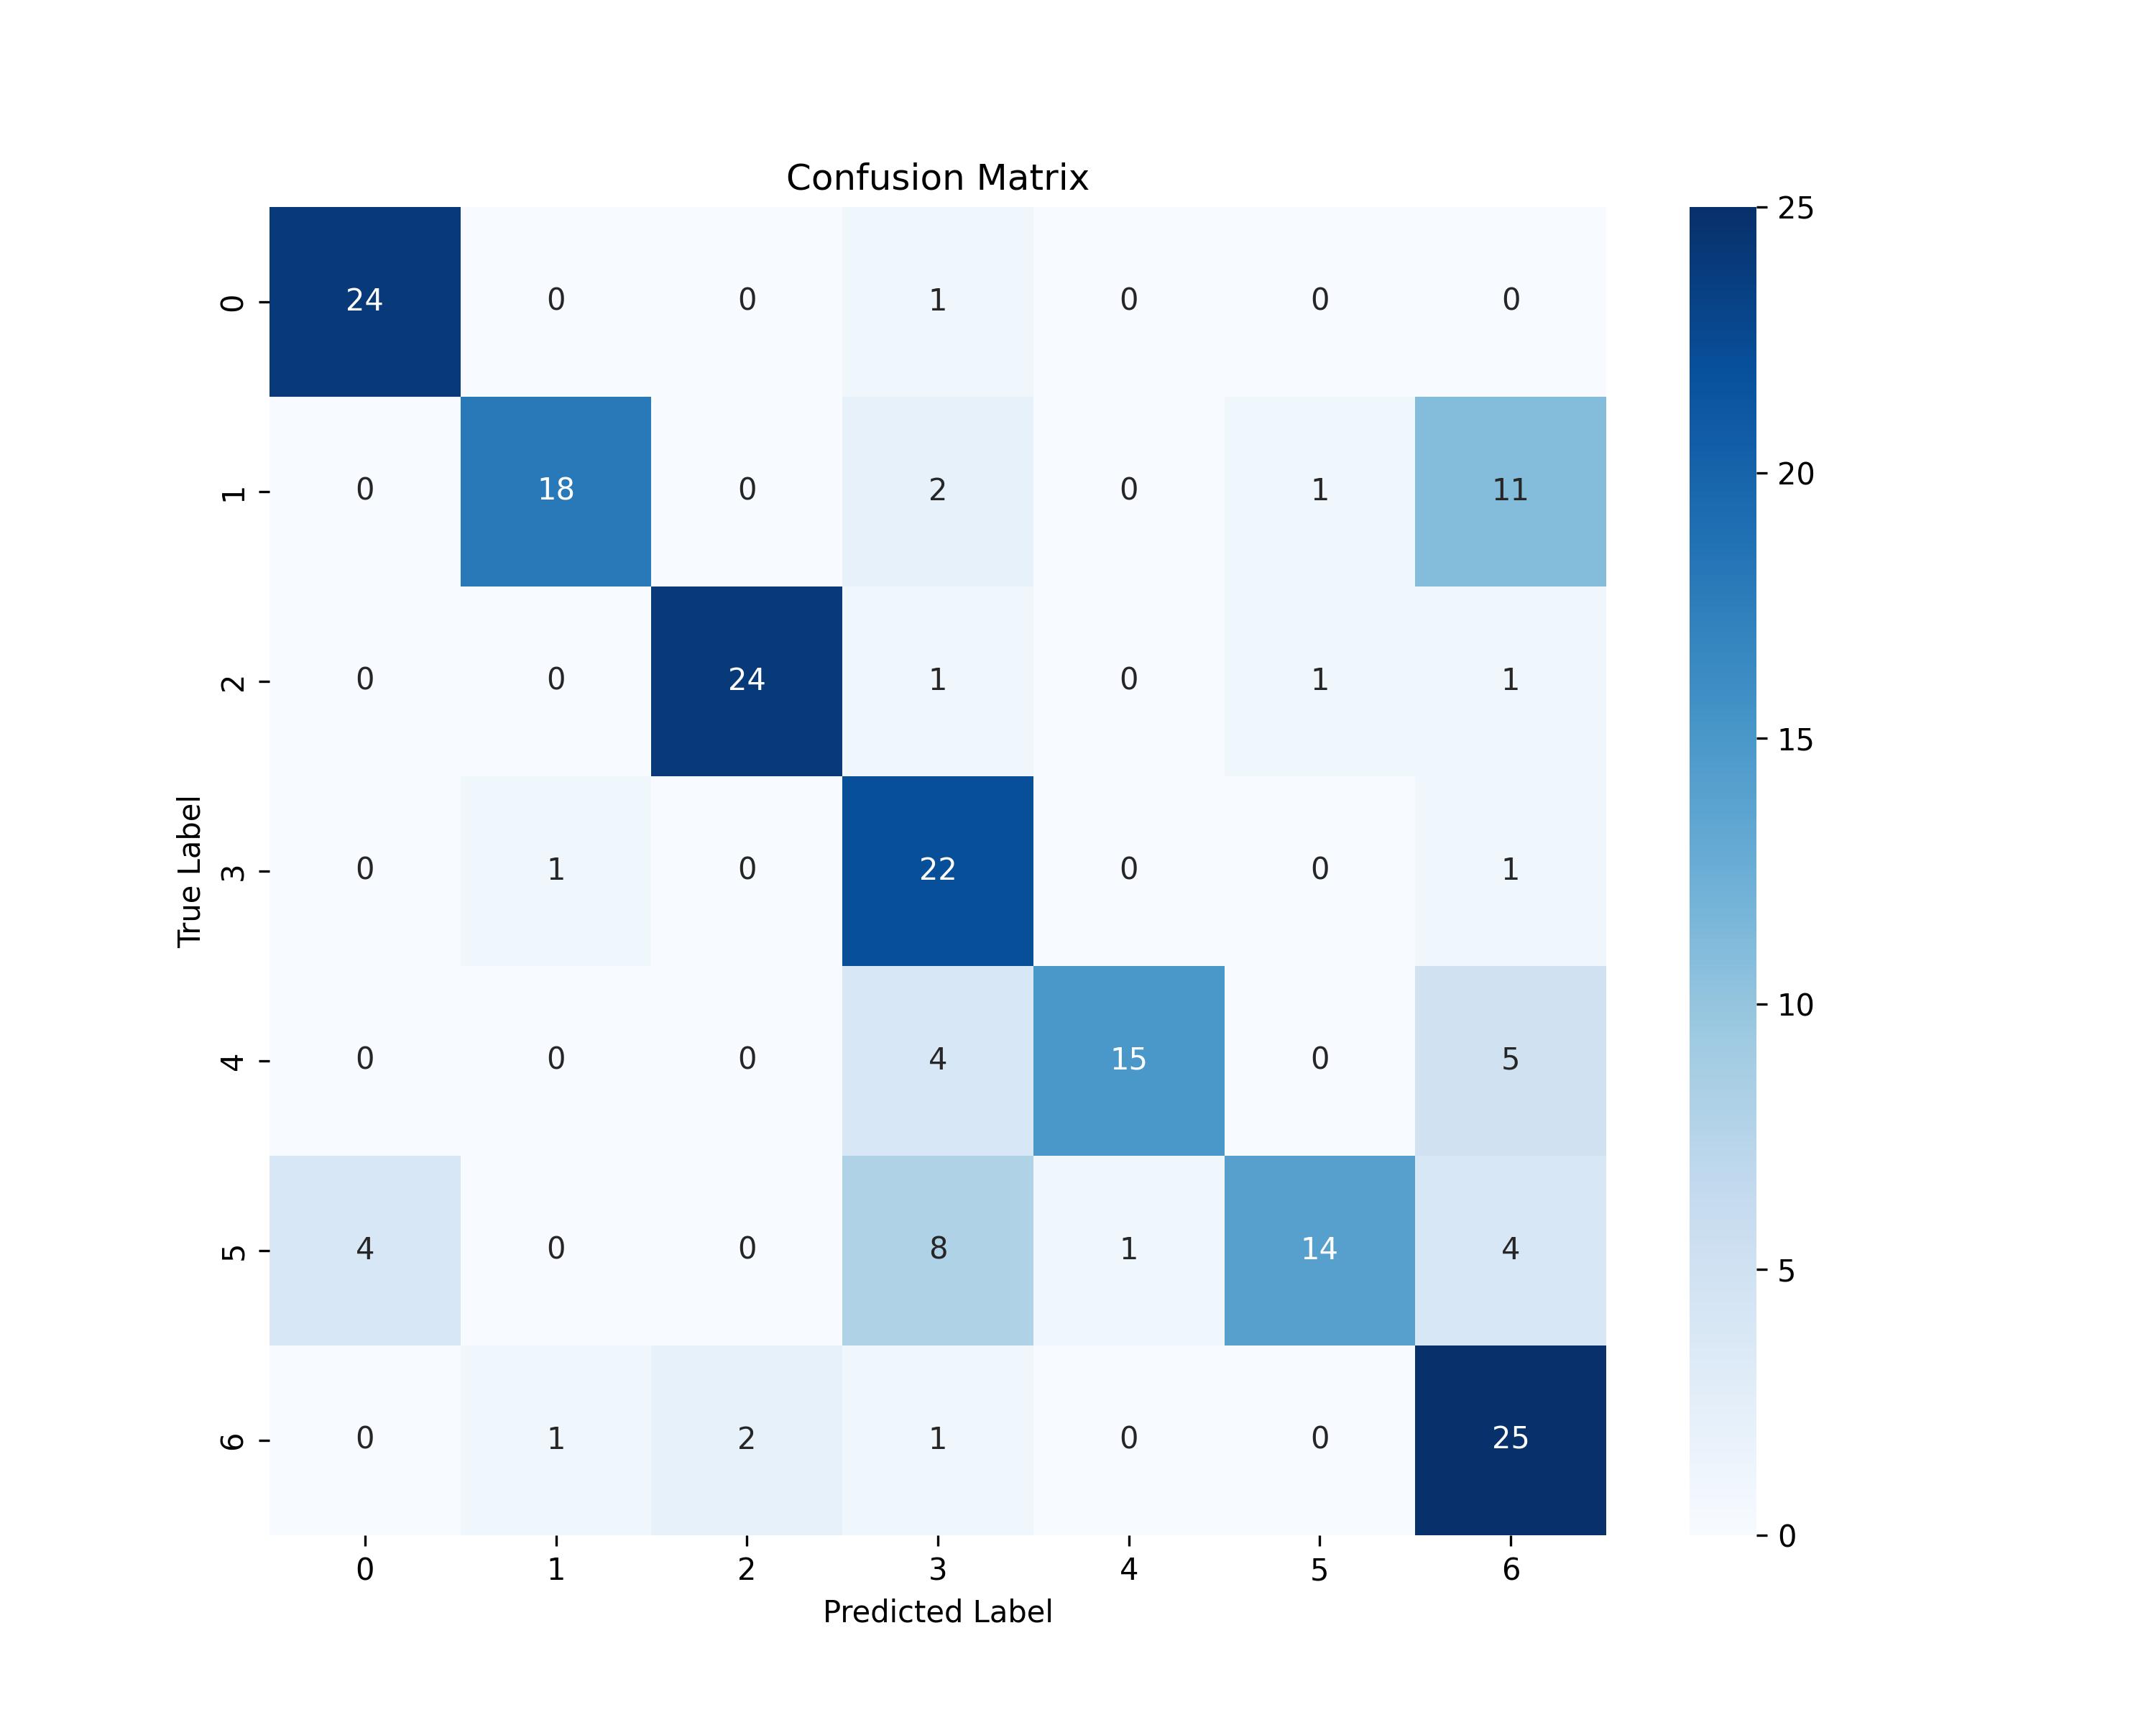 Confusion Matrix
True Label
0 24 0 0 1 0 0 0
1 0 18 0 2 0 1 11
2 0 0 24 1 0 1 1
3 0 1 0 22 0 0 1
4 0 0 0 4 15 0 5
5 4 0 0 8 1 14 4
6 0 1 2 1 0 0 25
0 1 2 3 4 5 6
Predicted Label
25
20
15
10
5
0